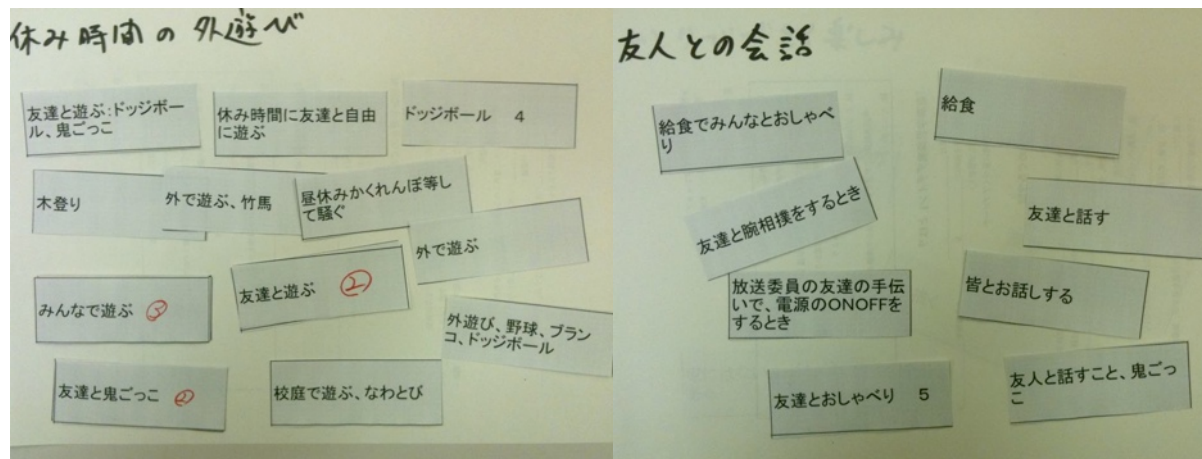 休み時間の外遊び
友達と遊ぶ:ドッジボー
ル、鬼ごっこ
休み時間に友達と自由
に遊ぶ
ドッジボール 4
木登り
外で遊ぶ、竹馬
昼休みかくれんぼ等し
て騒ぐ
外で遊ぶ
みんなで遊ぶ ③
友達と遊ぶ ②
外遊び、野球、ブラン
コ、ドッジボール
友達と鬼ごっこ ②
校庭で遊ぶ、なわとび
友人との会話
給食でみんなとおしゃべ
り
給食
友達と腕相撲をするとき
友達と話す
放送委員の友達の手伝
いで、電源のONOFFを
するとき
皆とお話しする
友達とおしゃべり 5
友人と話すこと、鬼ごっ
こ